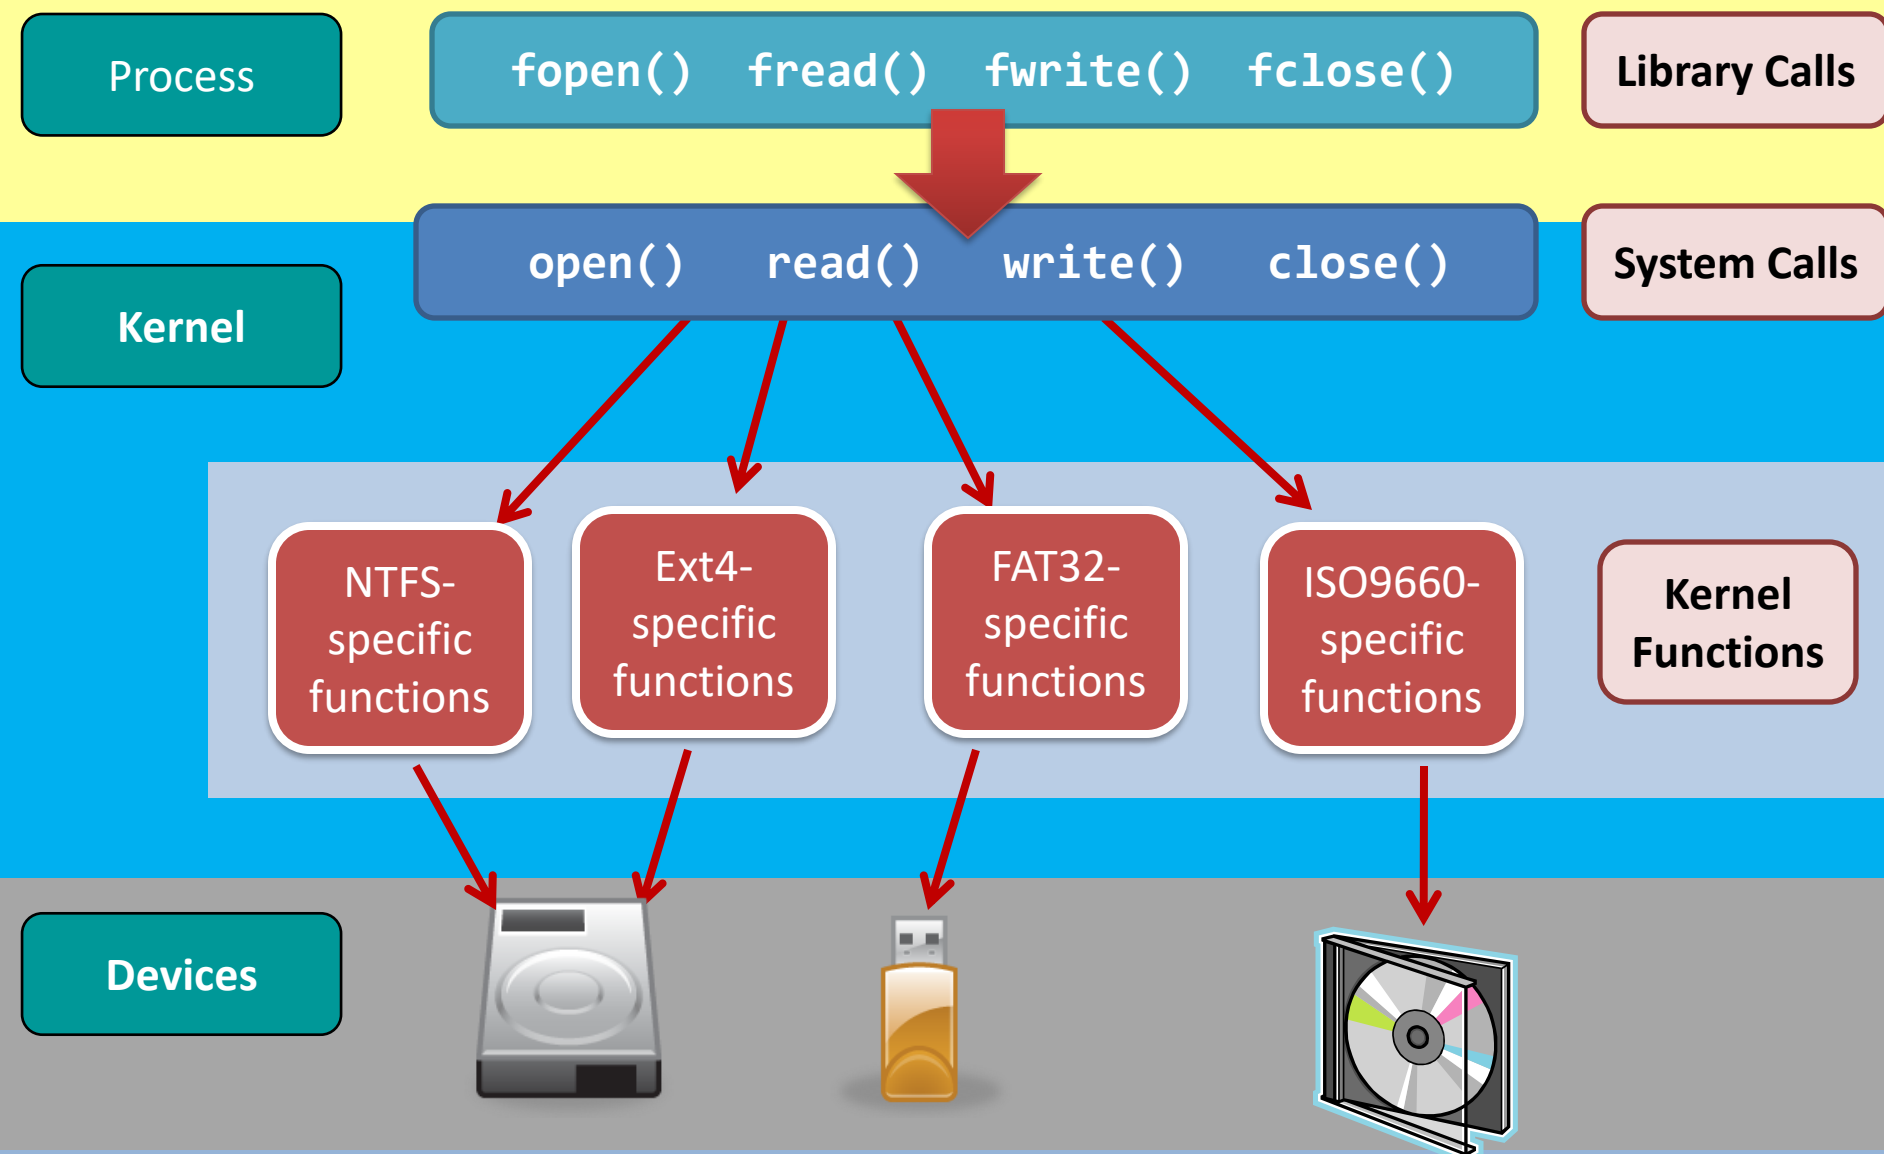 Process
fopen() fread() fwrite() fclose()
Library Calls
open() read() write() close()
System Calls
Kernel
NTFS-
specific
functions
Ext4-
specific
functions
FAT32-
specific
functions
ISO9660-
specific
functions
Kernel
Functions
Devices